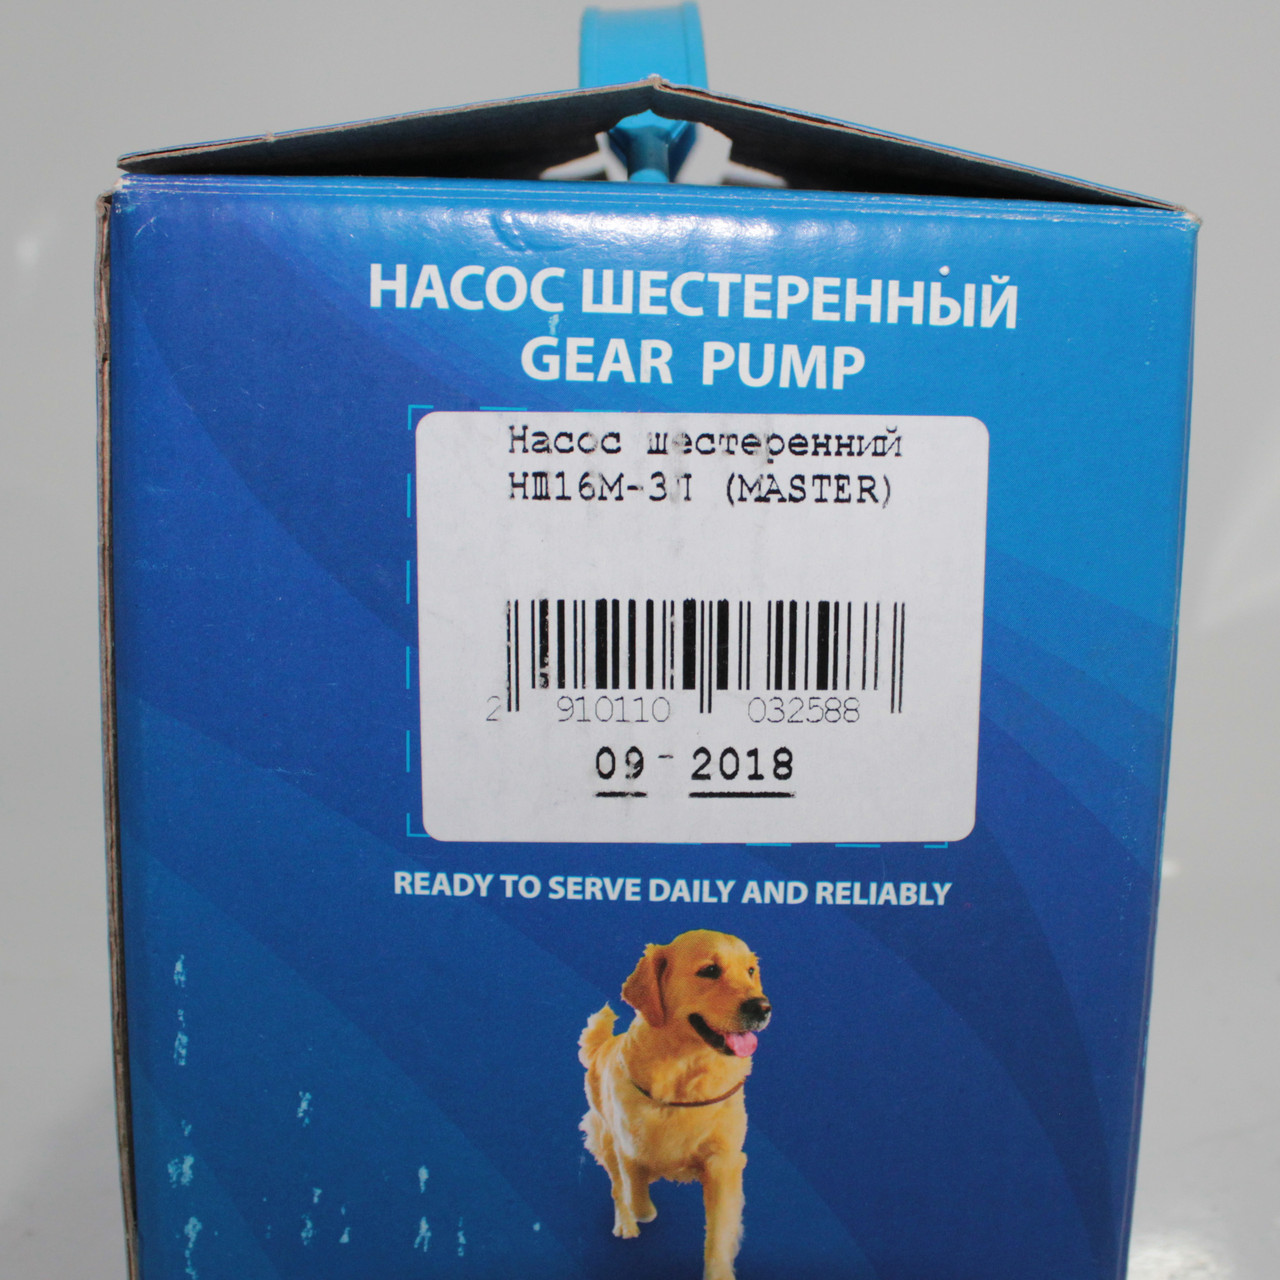 НАСОС ШЕСТЕРЕННЫЙ
GEAR PUMP
Насос шестеренний
НШ16М-3Л (MASTER)
2 910110 032588
09 - 2018
READY TO SERVE DAILY AND RELIABLY